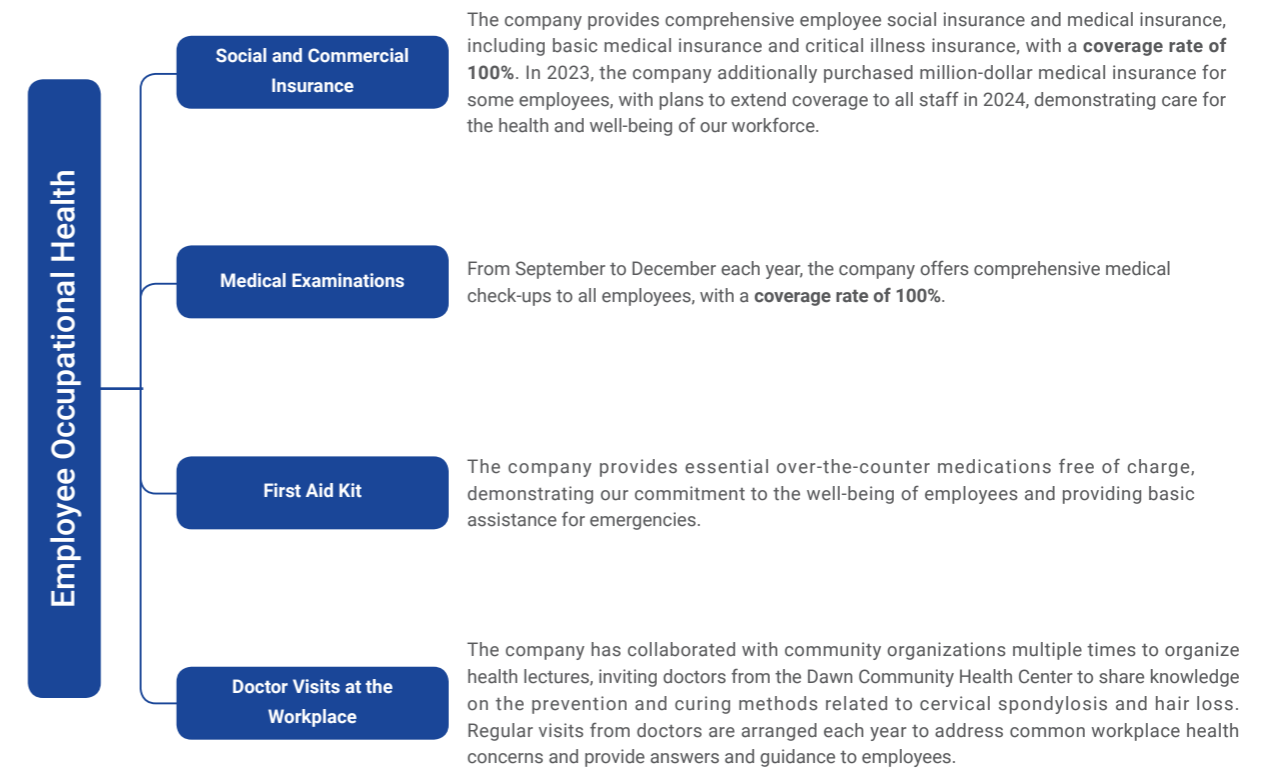 Employee Occupational Health
Social and Commercial
Insurance
The company provides comprehensive employee social insurance and medical insurance,
including basic medical insurance and critical illness insurance, with a coverage rate of
100%. In 2023, the company additionally purchased million-dollar medical insurance for
some employees, with plans to extend coverage to all staff in 2024, demonstrating care for
the health and well-being of our workforce.
Medical Examinations
From September to December each year, the company offers comprehensive medical
check-ups to all employees, with a coverage rate of 100%.
First Aid Kit
The company provides essential over-the-counter medications free of charge,
demonstrating our commitment to the well-being of employees and providing basic
assistance for emergencies.
Doctor Visits at the
Workplace
The company has collaborated with community organizations multiple times to organize
health lectures, inviting doctors from the Dawn Community Health Center to share knowledge
on the prevention and curing methods related to cervical spondylosis and hair loss.
Regular visits from doctors are arranged each year to address common workplace health
concerns and provide answers and guidance to employees.